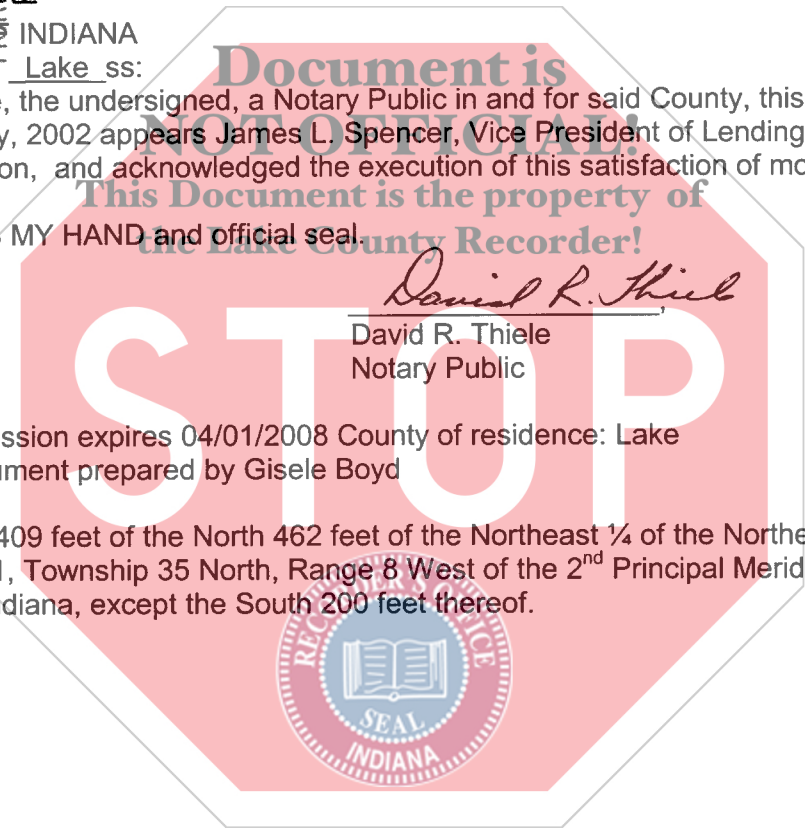 INDIANA
Lake ss:
Document is
, the undersigned, a Notary Public in and for said County, this
y, 2002 appears James L. Spencer, Vice President of Lending
NOT OFFICIAL!
on, and acknowledged the execution of this satisfaction of mo
This Document is the property of
MY HAND and official seal.
the Lake County Recorder!
David R. Thiele
David R. Thiele
Notary Public
STOP
ssion expires 04/01/2008 County of residence: Lake
ument prepared by Gisele Boyd
409 feet of the North 462 feet of the Northeast ¼ of the Northe
, Township 35 North, Range 8 West of the 2nd Principal Merid
diana, except the South 200 feet thereof.
RECORDER'S OFFICE
SEAL
INDIANA